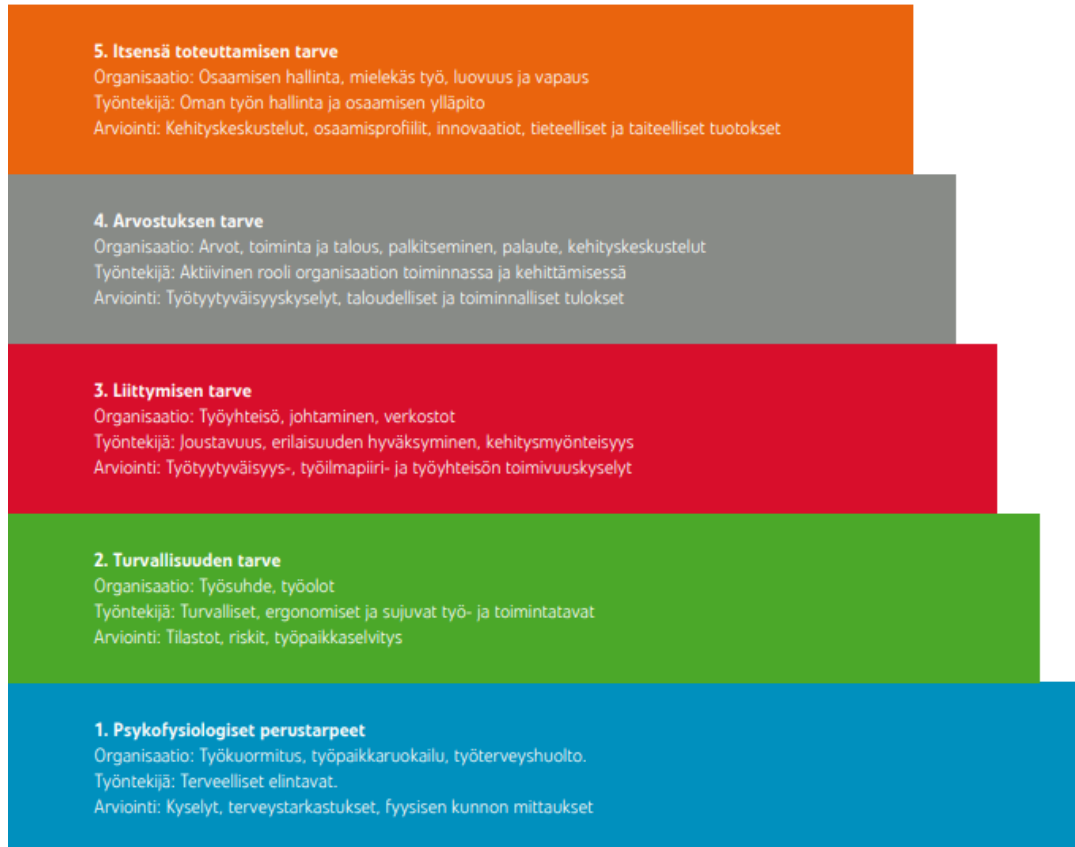 5. Itsensä toteuttamisen tarve
Organisaatio: Osaamisen hallinta, mielekäs työ, luovuus ja vapaus
Työntekijä: Oman työn hallinta ja osaamisen ylläpito
Arviointi: Kehityskeskustelut, osaamisprofiilit, innovaatiot, tieteelliset ja taiteelliset tuotokset
4. Arvostuksen tarve
Organisaatio: Arvot, toiminta ja talous, palkitseminen, palaute, kehityskeskustelut
Työntekijä: Aktiivinen rooli organisaation toiminnassa ja kehittämisessä
Arviointi: Työtyytyväisyyskyselyt, taloudelliset ja toiminnalliset tulokset
3. Liittymisen tarve
Organisaatio: Työyhteisö, johtaminen, verkostot
Työntekijä: Joustavuus, erilaisuuden hyväksyminen, kehitysmyönteisyys
Arviointi: Työtyytyväisyys-, työilmapiiri- ja työyhteisön toimivuuskyselyt
2. Turvallisuuden tarve
Organisaatio: Työsuhde, työolot
Työntekijä: Turvalliset, ergonomiset ja sujuvat työ- ja toimintatavat
Arviointi: Tilastot, riskit, työpaikkaselvitys
1. Psykofysiologiset perustarpeet
Organisaatio: Työkuormitus, työpaikkaruokailu, työterveyshuolto.
Työntekijä: Terveelliset elintavat.
Arviointi: Kyselyt, terveystarkastukset, fyysisen kunnon mittaukset